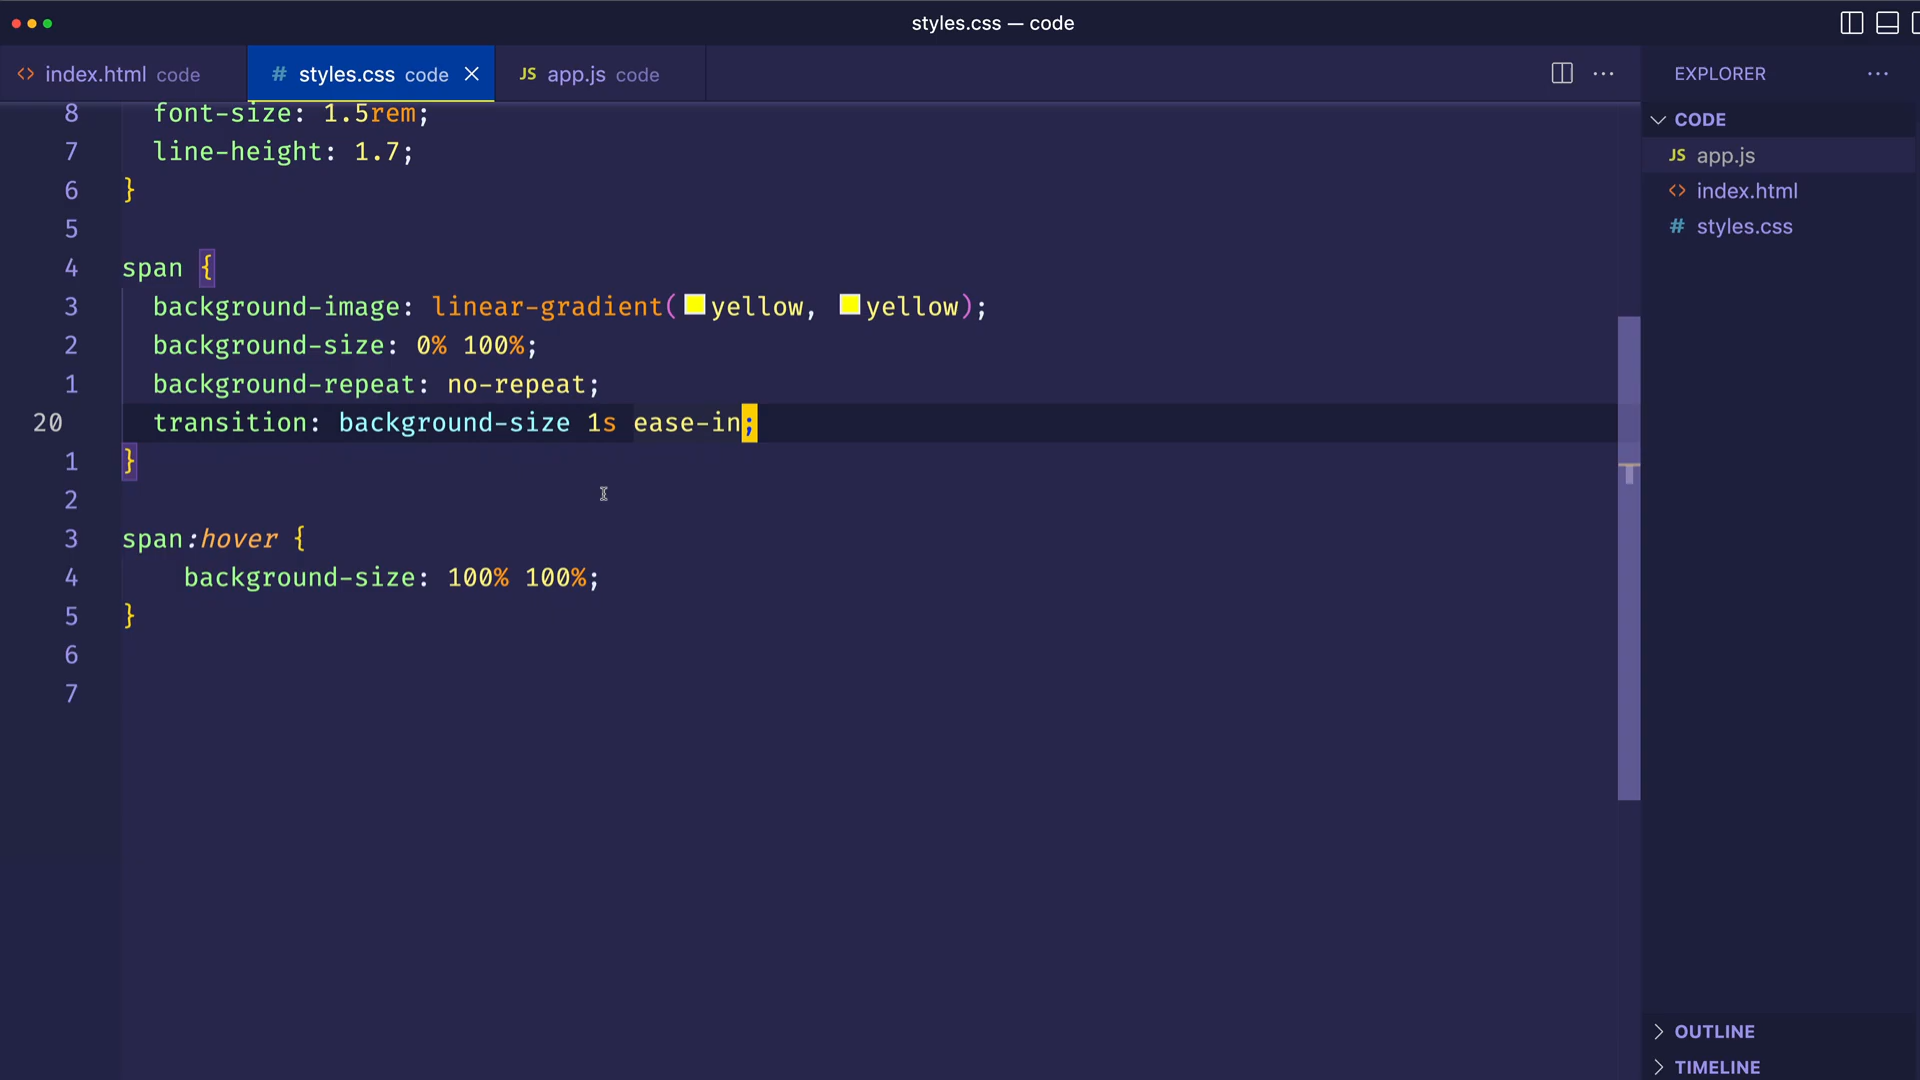 styles.css — code
index.html code
# styles.css code
JS app.js code
EXPLORER
CODE
JS app.js
<> index.html
# styles.css
8 font-size: 1.5rem;
7 line-height: 1.7;
6 }
5
4 span {
3 background-image: linear-gradient(yellow, yellow);
2 background-size: 0% 100%;
1 background-repeat: no-repeat;
20 transition: background-size 1s ease-in;
1 }
2
3 span:hover {
4 background-size: 100% 100%;
5 }
6
7
OUTLINE
TIMELINE